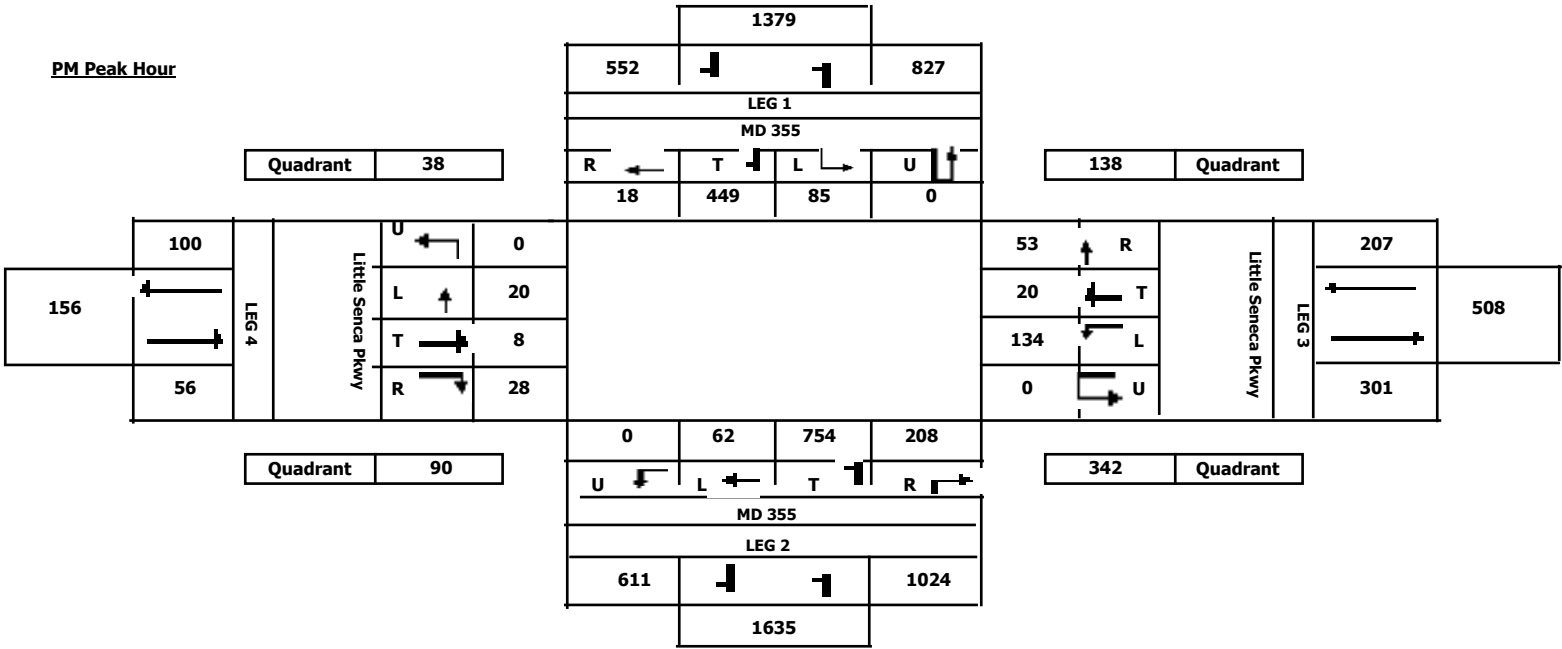 1379
PM Peak Hour
552 827
LEG 1
MD 355
Quadrant 38
R T L U
138 Quadrant
18 449 85 0
100
LEG 4
Little Senca Pkwy
U 0
53 R
Little Seneca Pkwy
LEG 3
207
156
L 20
20 T
508
T 8
134 L
56
R 28
0 U
301
0 62 754 208
Quadrant 90
U L T R
342 Quadrant
MD 355
LEG 2
611 1024
1635